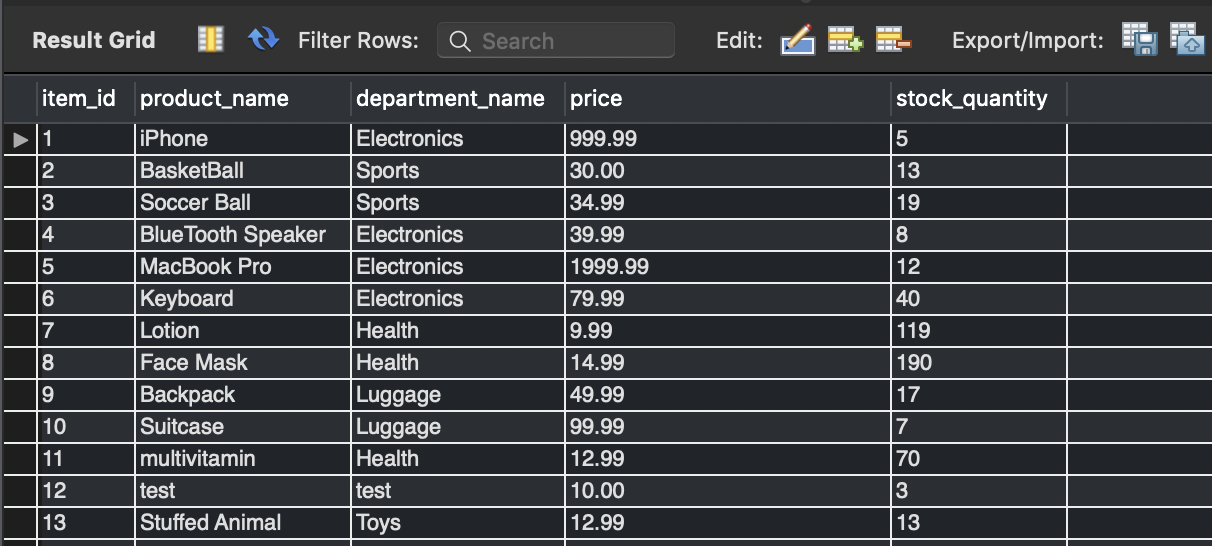 Result Grid Filter Rows: Search Edit: Export/Import:
item_id product_name department_name price stock_quantity
1 iPhone Electronics 999.99 5
2 BasketBall Sports 30.00 13
3 Soccer Ball Sports 34.99 19
4 BlueTooth Speaker Electronics 39.99 8
5 MacBook Pro Electronics 1999.99 12
6 Keyboard Electronics 79.99 40
7 Lotion Health 9.99 119
8 Face Mask Health 14.99 190
9 Backpack Luggage 49.99 17
10 Suitcase Luggage 99.99 7
11 multivitamin Health 12.99 70
12 test test 10.00 3
13 Stuffed Animal Toys 12.99 13